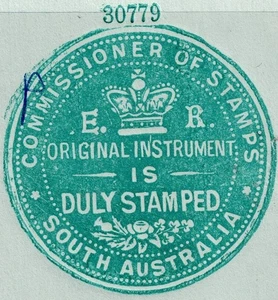 30779
COMMISSIONER OF STAMPS
E. R
ORIGINAL INSTRUMENT
— IS —
DULY STAMPED.
SOUTH AUSTRALIA